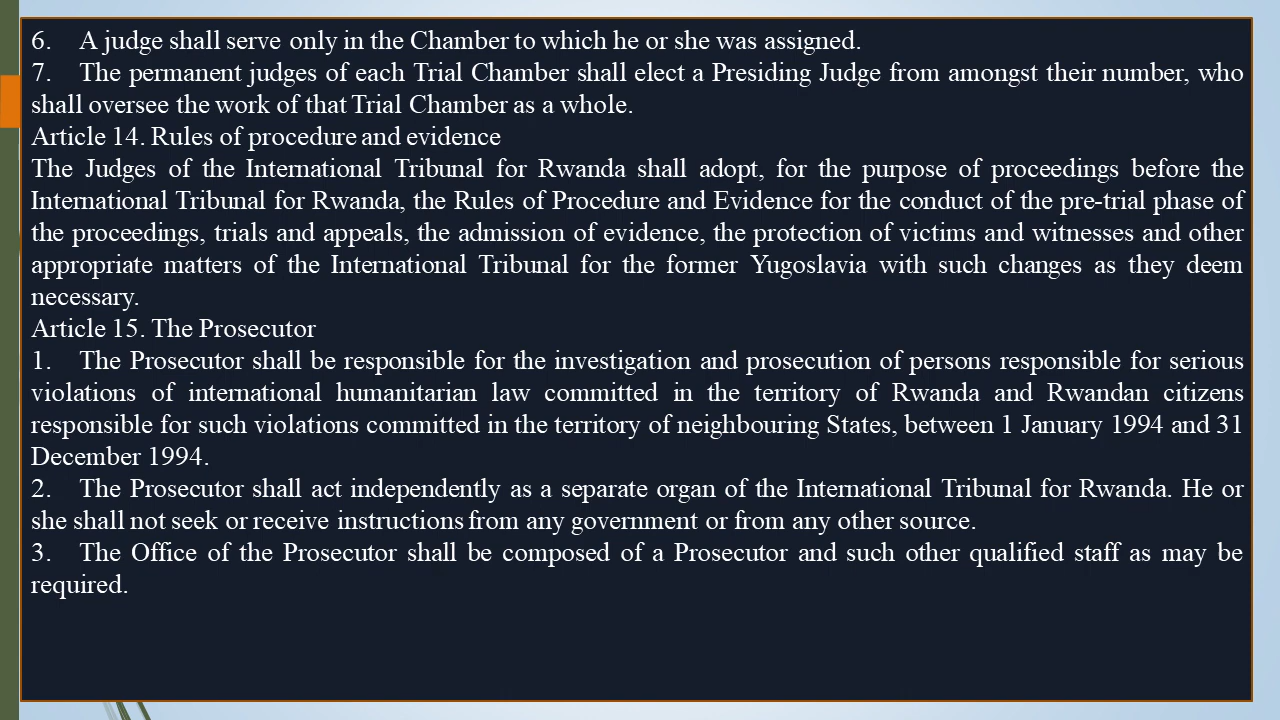 6. A judge shall serve only in the Chamber to which he or she was assigned.
7. The permanent judges of each Trial Chamber shall elect a Presiding Judge from amongst their number, who
shall oversee the work of that Trial Chamber as a whole.
Article 14. Rules of procedure and evidence
The Judges of the International Tribunal for Rwanda shall adopt, for the purpose of proceedings before the
International Tribunal for Rwanda, the Rules of Procedure and Evidence for the conduct of the pre-trial phase of
the proceedings, trials and appeals, the admission of evidence, the protection of victims and witnesses and other
appropriate matters of the International Tribunal for the former Yugoslavia with such changes as they deem
necessary.
Article 15. The Prosecutor
1. The Prosecutor shall be responsible for the investigation and prosecution of persons responsible for serious
violations of international humanitarian law committed in the territory of Rwanda and Rwandan citizens
responsible for such violations committed in the territory of neighbouring States, between 1 January 1994 and 31
December 1994.
2. The Prosecutor shall act independently as a separate organ of the International Tribunal for Rwanda. He or
she shall not seek or receive instructions from any government or from any other source.
3. The Office of the Prosecutor shall be composed of a Prosecutor and such other qualified staff as may be
required.